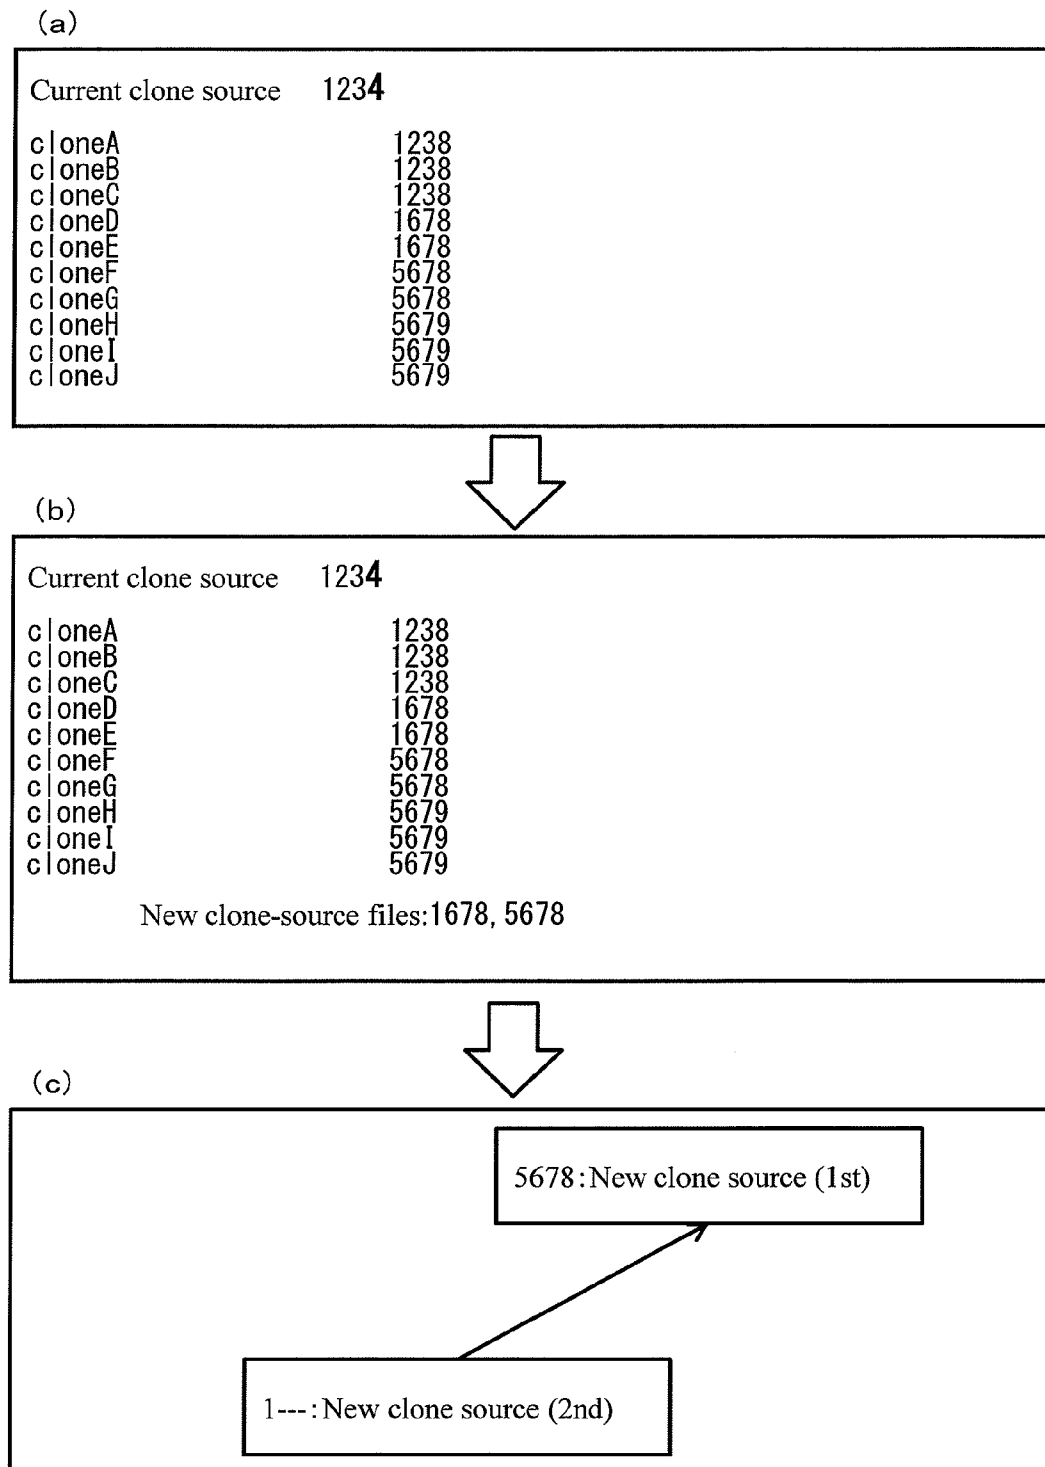 (a)
Current clone source 1234
cloneA 1238
cloneB 1238
cloneC 1238
cloneD 1678
cloneE 1678
cloneF 5678
cloneG 5678
cloneH 5679
cloneI 5679
cloneJ 5679
(b)
Current clone source 1234
cloneA 1238
cloneB 1238
cloneC 1238
cloneD 1678
cloneE 1678
cloneF 5678
cloneG 5678
cloneH 5679
cloneI 5679
cloneJ 5679
New clone-source files:1678, 5678
(c)
5678:New clone source (1st)
1---:New clone source (2nd)